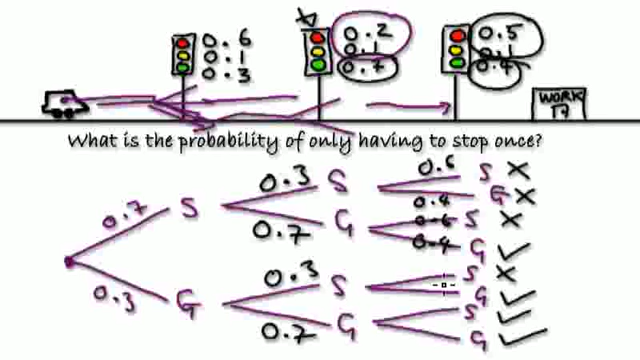 0.6
0.1
0.3
0.2
0.1
0.7
0.5
0.1
0.4
WORK
What is the probability of only having to stop once?
0.7 S 0.3 S 0.6 S ×
0.4 G ×
0.7 G 0.6 S ×
0.4 G ✓
0.3 G 0.3 S S ×
G ✓
0.7 G S ✓
G ✓